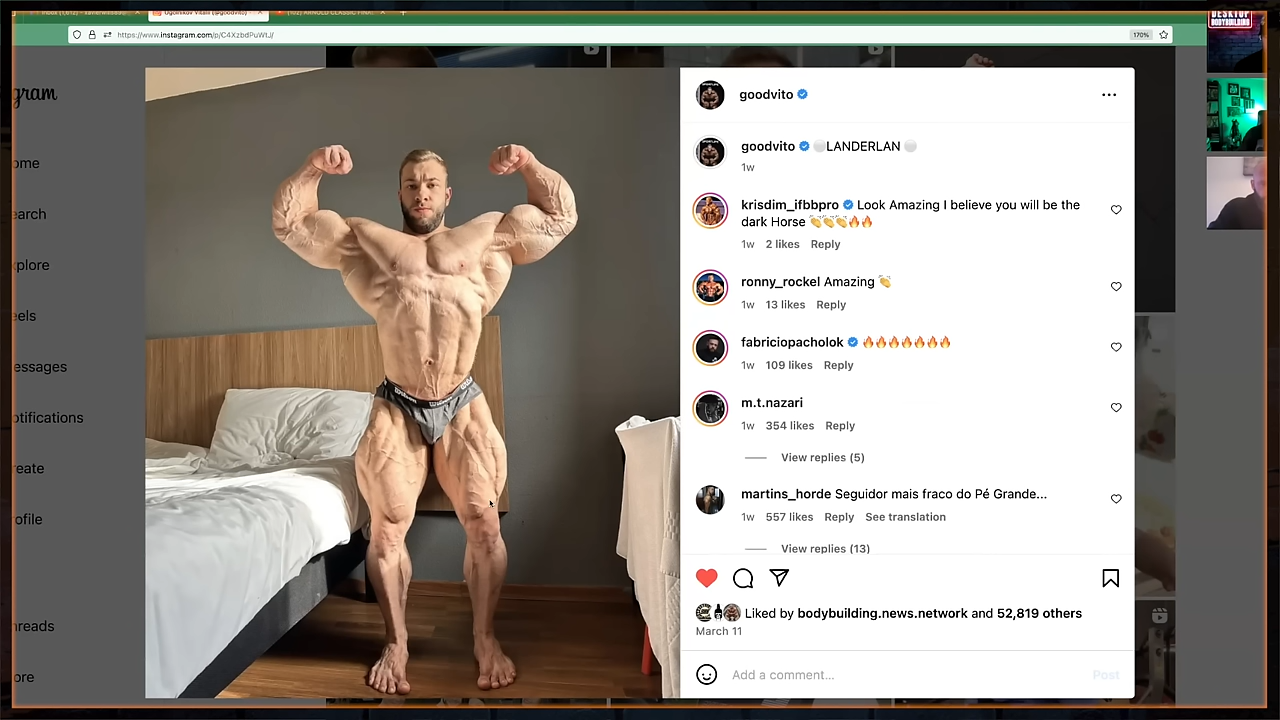 https://www.instagram.com/p/C4XzbdPuWtJ/
170%
DESKTOP
BODYBUILDING
gram
ome
earch
xplore
eels
essages
otifications
reate
ofile
hreads
ore
goodvito
goodvito LANDERLAN
1w
krisdim_ifbbpro Look Amazing I believe you will be the
dark Horse 👏👏👏🔥🔥
1w 2 likes Reply
ronny_rockel Amazing 👏
1w 13 likes Reply
fabriciopacholok 🔥🔥🔥🔥🔥🔥🔥
1w 109 likes Reply
m.t.nazari
1w 354 likes Reply
View replies (5)
martins_horde Seguidor mais fraco do Pé Grande...
1w 557 likes Reply See translation
View replies (13)
Liked by bodybuilding.news.network and 52,819 others
March 11
Add a comment...
Post